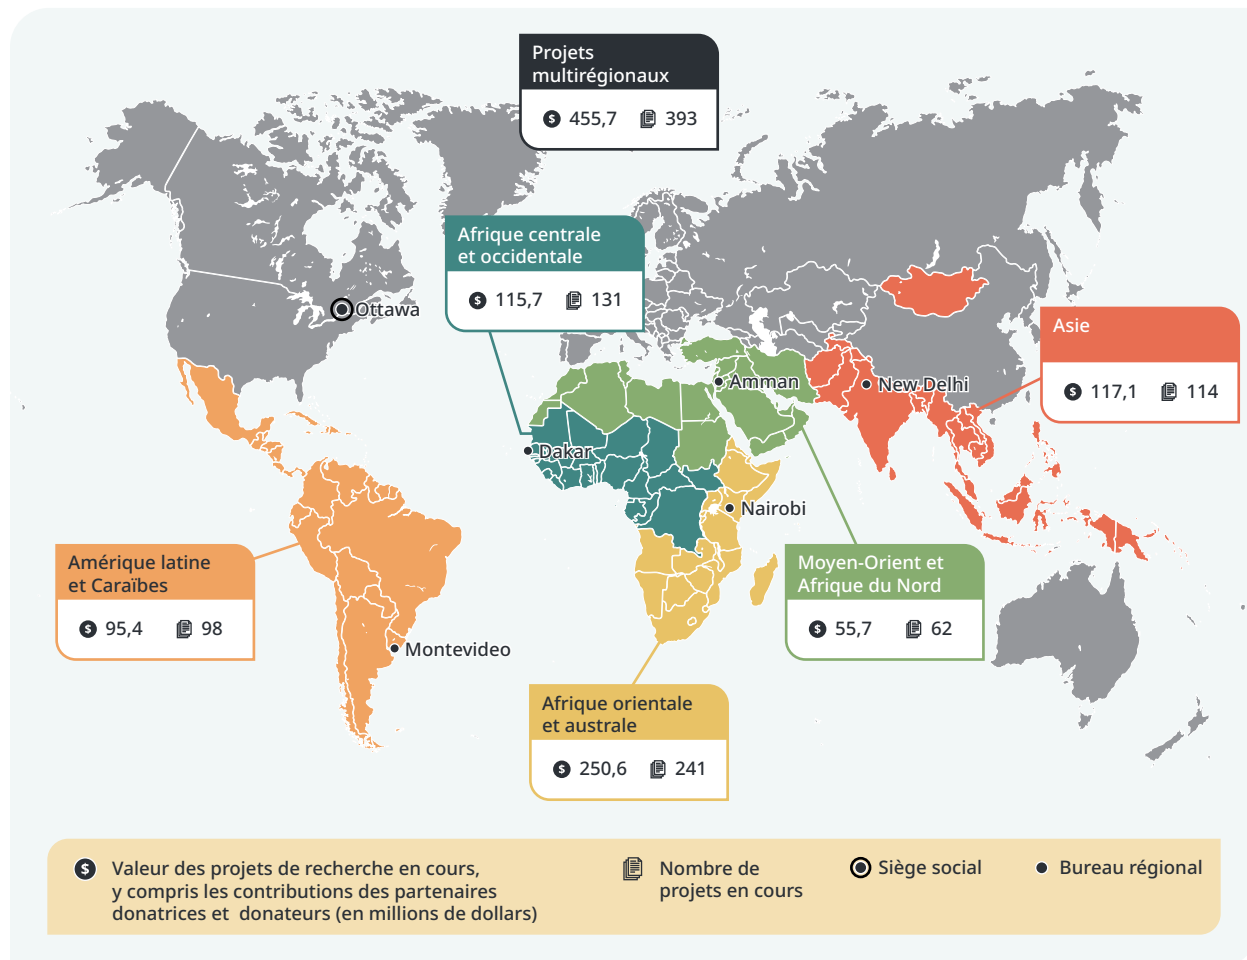 Projets
multirégionaux
$ 455,7 393
Afrique centrale
et occidentale
$ 115,7 131
Ottawa
Asie
$ 117,1 114
Amman
New Delhi
Dakar
Nairobi
Amérique latine
et Caraïbes
$ 95,4 98
Moyen-Orient et
Afrique du Nord
$ 55,7 62
Montevideo
Afrique orientale
et australe
$ 250,6 241
$ Valeur des projets de recherche en cours,
y compris les contributions des partenaires
donatrices et donateurs (en millions de dollars)
Nombre de
projets en cours
Siège social
Bureau régional